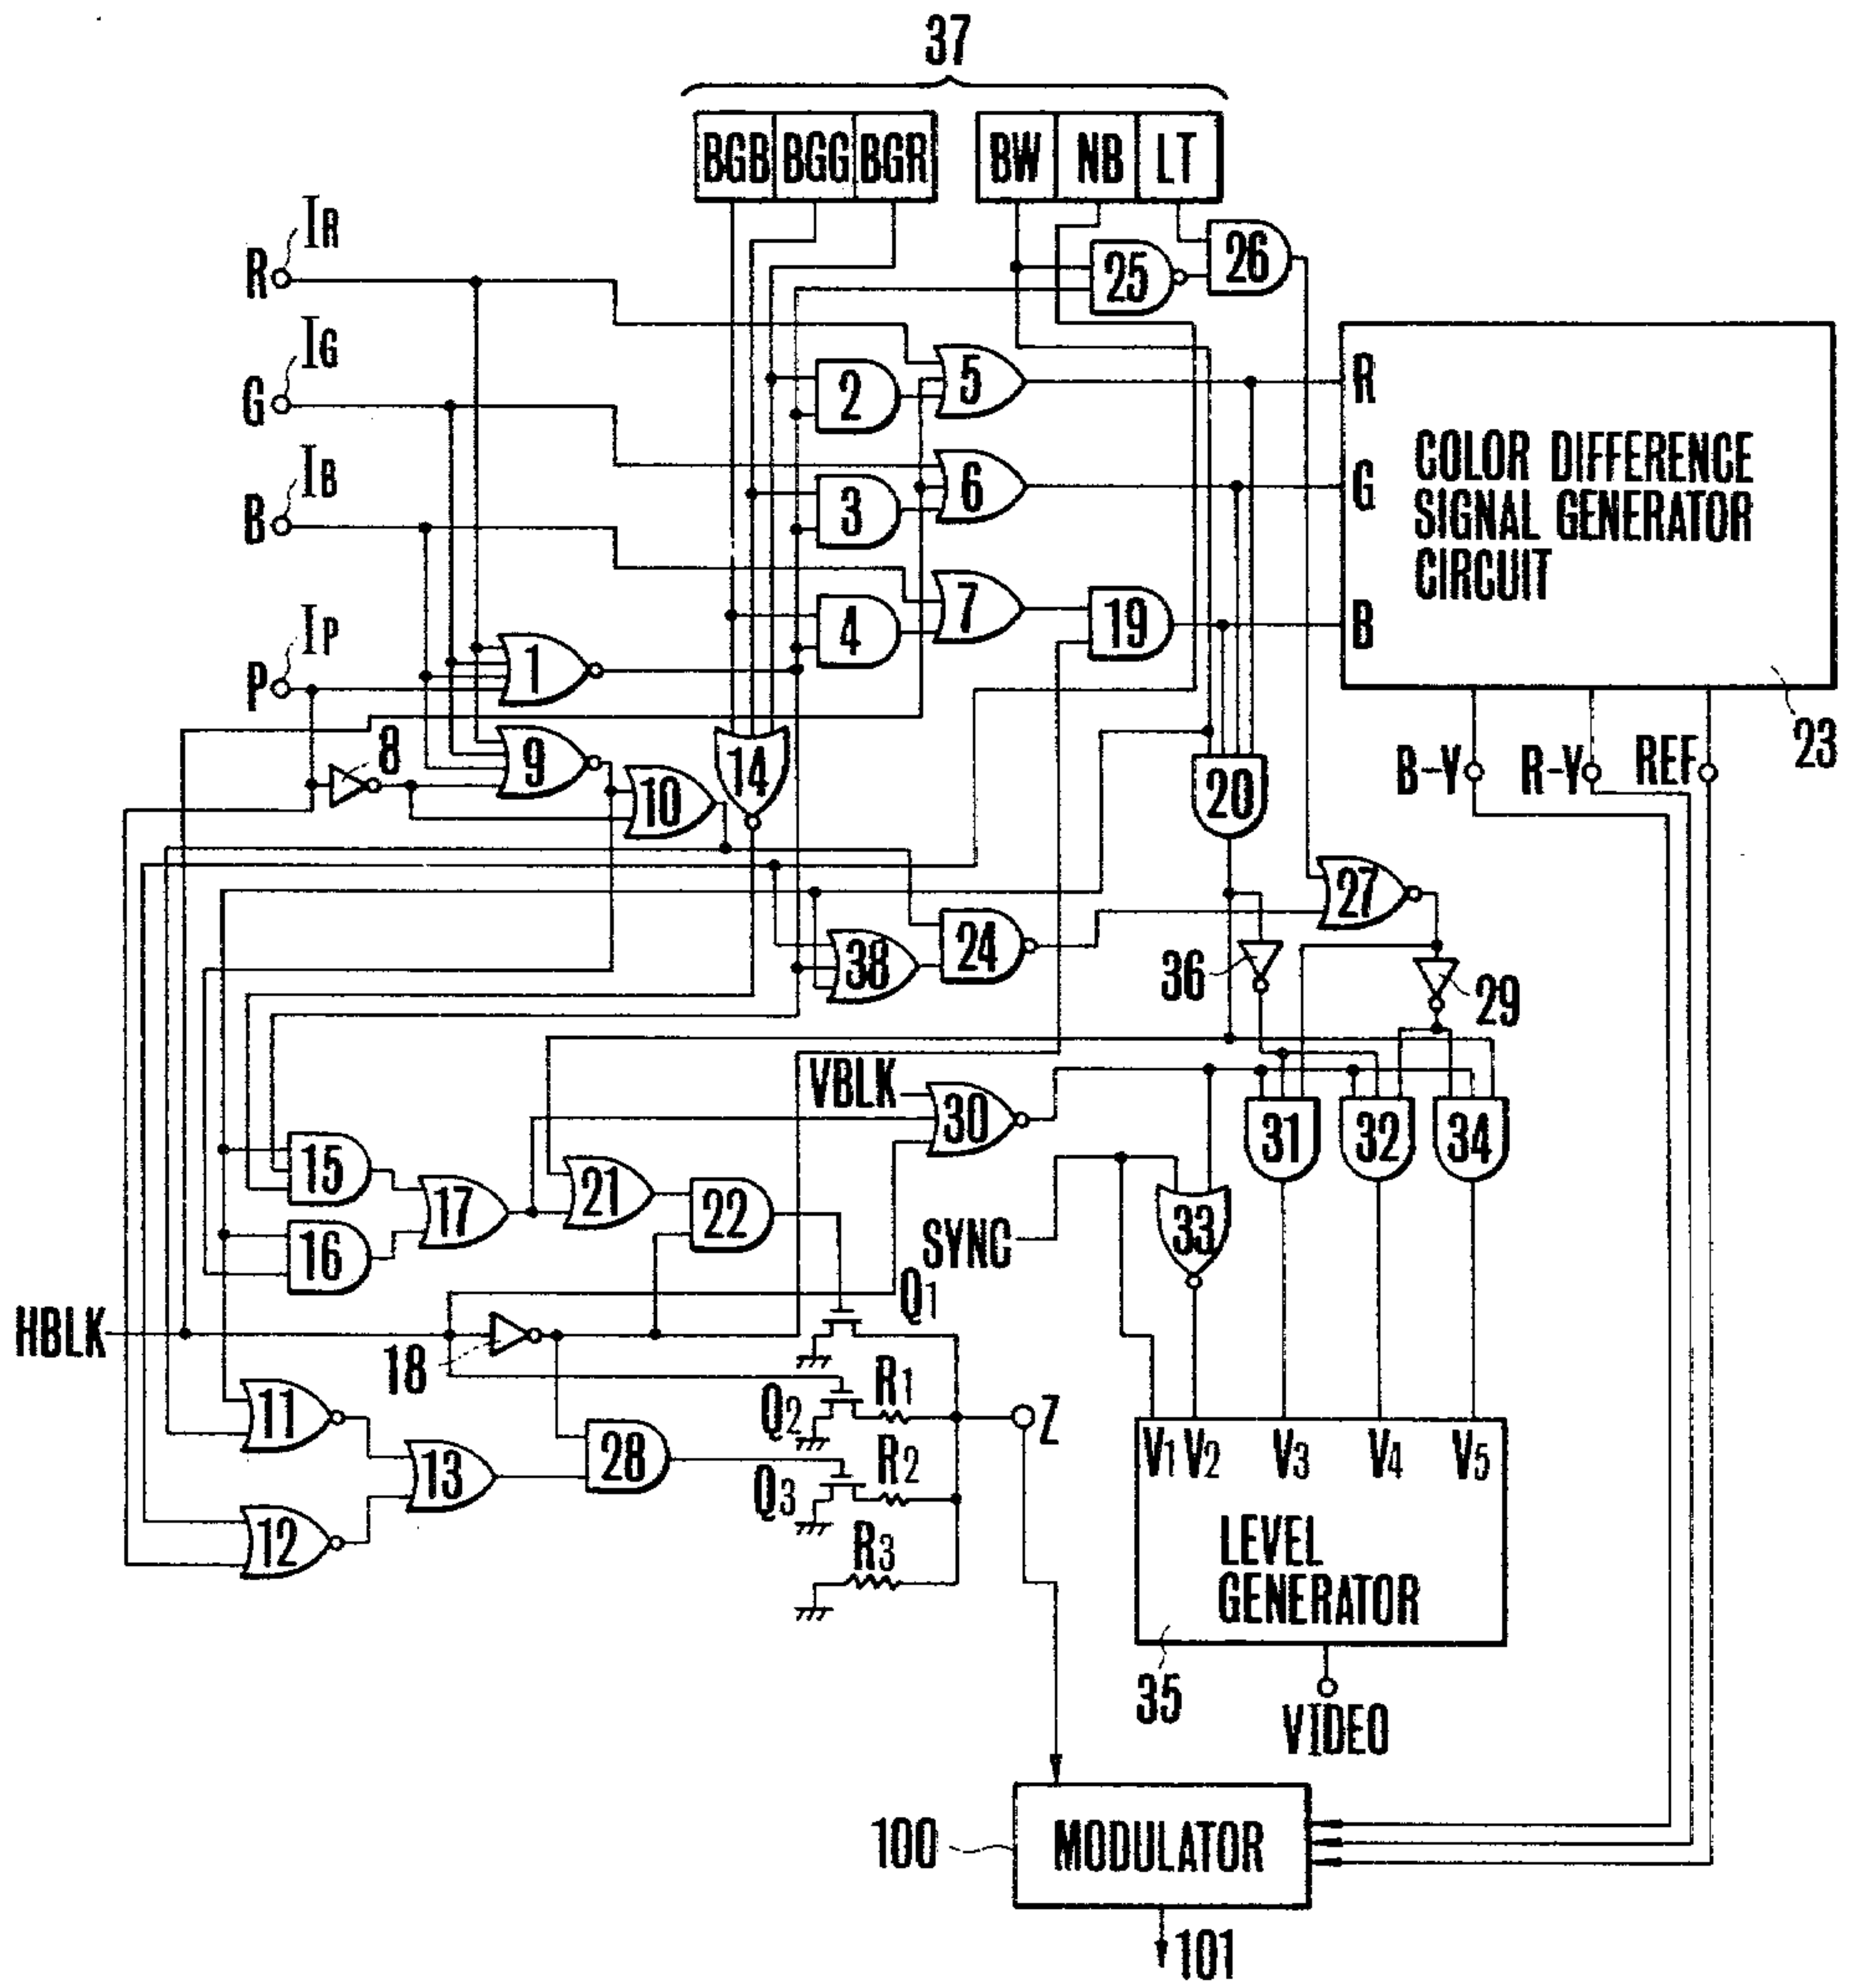 37
BGB BGG BGR BW NB LT
IR
R
IG
G
IB
B
IP
P
25
26
2
5
3
6
4
7
19
1
8
9
10
14
20
R
G
B
COLOR DIFFERENCE
SIGNAL GENERATOR
CIRCUIT
23
B-Y R-Y REF
27
38
24
36
29
VBLK
30
31
32
34
15
16
17
21
22
SYNC
33
HBLK
18
Q1
Q2
R1
Q3
R2
R3
Z
11
12
13
28
V1 V2 V3 V4 V5
LEVEL
GENERATOR
35
VIDEO
100
MODULATOR
101